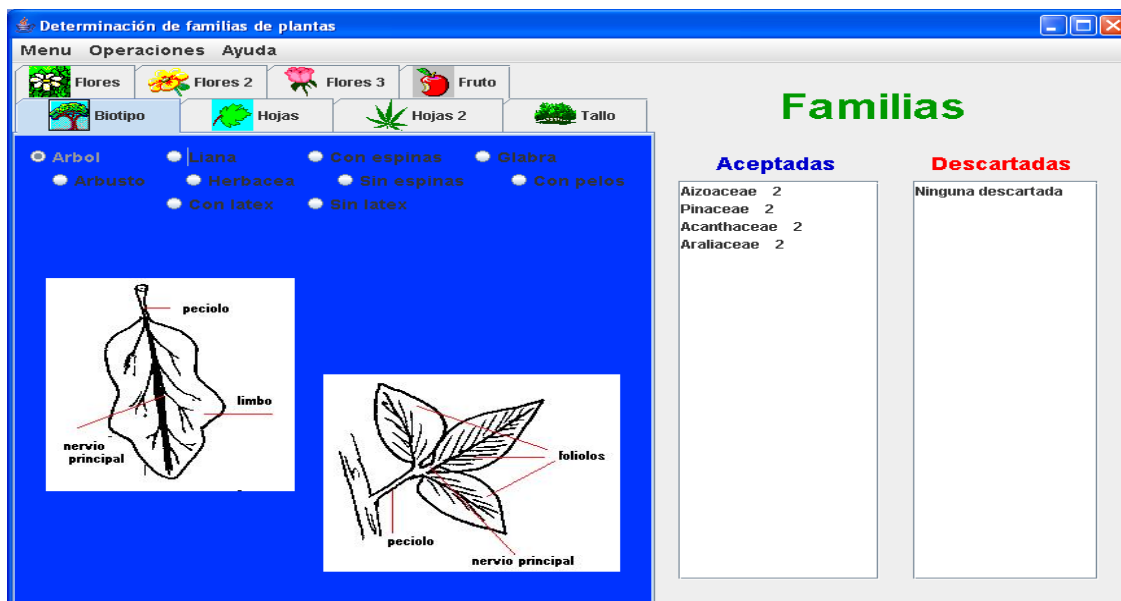 Determinación de familias de plantas
Menu Operaciones Ayuda
Flores Flores 2 Flores 3 Fruto
Biotipo Hojas Hojas 2 Tallo
Familias
Aceptadas Descartadas
Arbol Liana Con espinas Glabra
Arbusto Herbacea Sin espinas Con pelos
Con latex Sin latex
Aizoaceae 2
Pinaceae 2
Acanthaceae 2
Araliaceae 2
Ninguna descartada
peciolo
limbo
nervio
principal
foliolos
peciolo
nervio principal